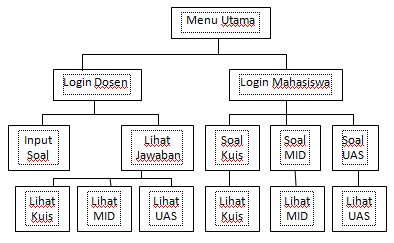 Menu Utama
Login Dosen
Login Mahasiswa
Input
Soal
Lihat
Jawaban
Soal
Kuis
Soal
MID
Soal
UAS
Lihat
Kuis
Lihat
MID
Lihat
UAS
Lihat
Kuis
Lihat
MID
Lihat
UAS